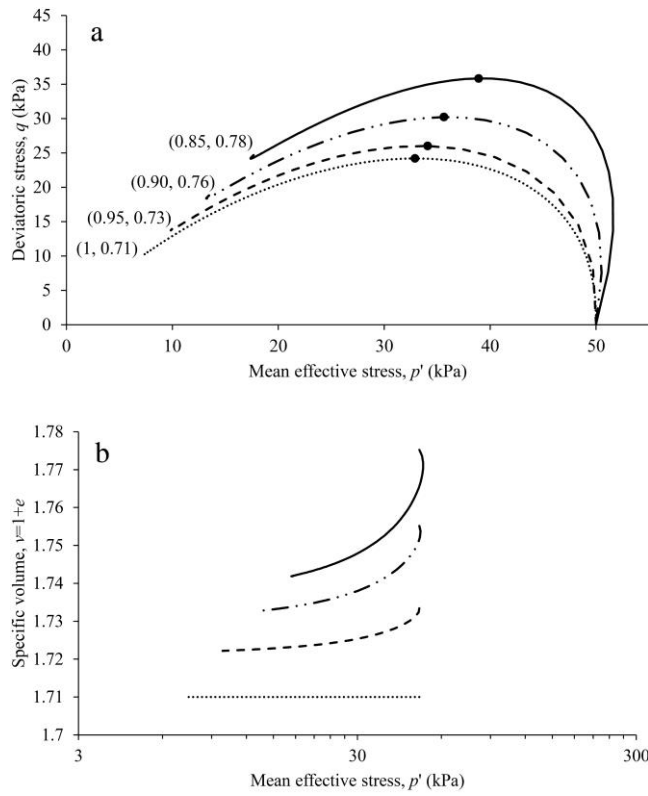 a
Deviatoric stress, q (kPa)
45
40
35
30
25
20
15
10
5
0
(0.85, 0.78)
(0.90, 0.76)
(0.95, 0.73)
(1, 0.71)
0 10 20 30 40 50
Mean effective stress, p' (kPa)
b
Specific volume, v=1+e
1.78
1.77
1.76
1.75
1.74
1.73
1.72
1.71
1.7
3 30 300
Mean effective stress, p' (kPa)